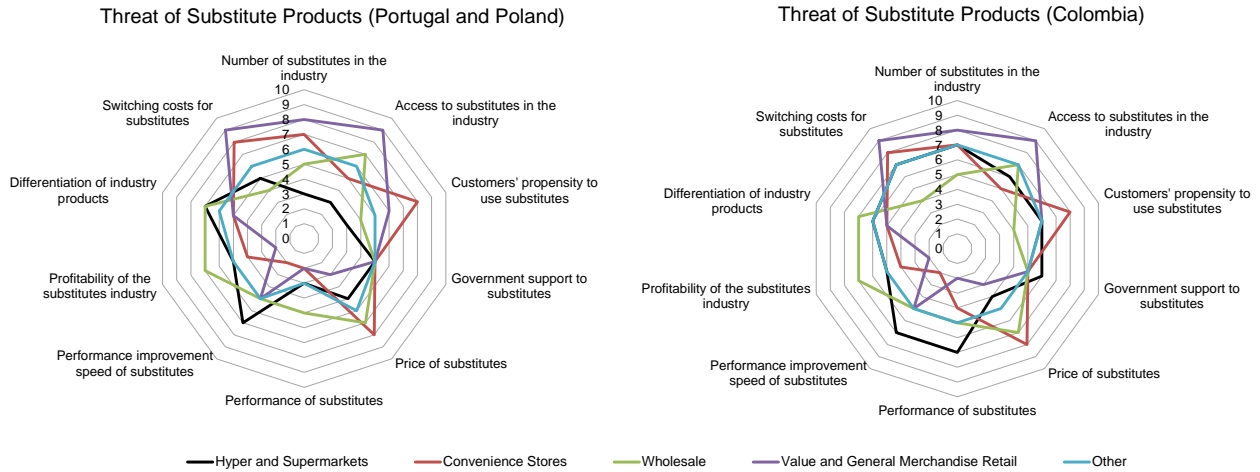 Threat of Substitute Products (Portugal and Poland)
Number of substitutes in the
industry
Access to substitutes in the
industry
Customers' propensity to
use substitutes
Government support to
substitutes
Price of substitutes
Performance of substitutes
Performance improvement
speed of substitutes
Profitability of the
substitutes industry
Differentiation of industry
products
Switching costs for
substitutes
10
9
8
7
6
5
4
3
2
1
0
Threat of Substitute Products (Colombia)
Number of substitutes in the
industry
Access to substitutes in the
industry
Customers' propensity to
use substitutes
Government support to
substitutes
Price of substitutes
Performance of substitutes
Performance improvement
speed of substitutes
Profitability of the
substitutes industry
Differentiation of industry
products
Switching costs for
substitutes
10
9
8
7
6
5
4
3
2
1
0
Hyper and Supermarkets
Convenience Stores
Wholesale
Value and General Merchandise Retail
Other